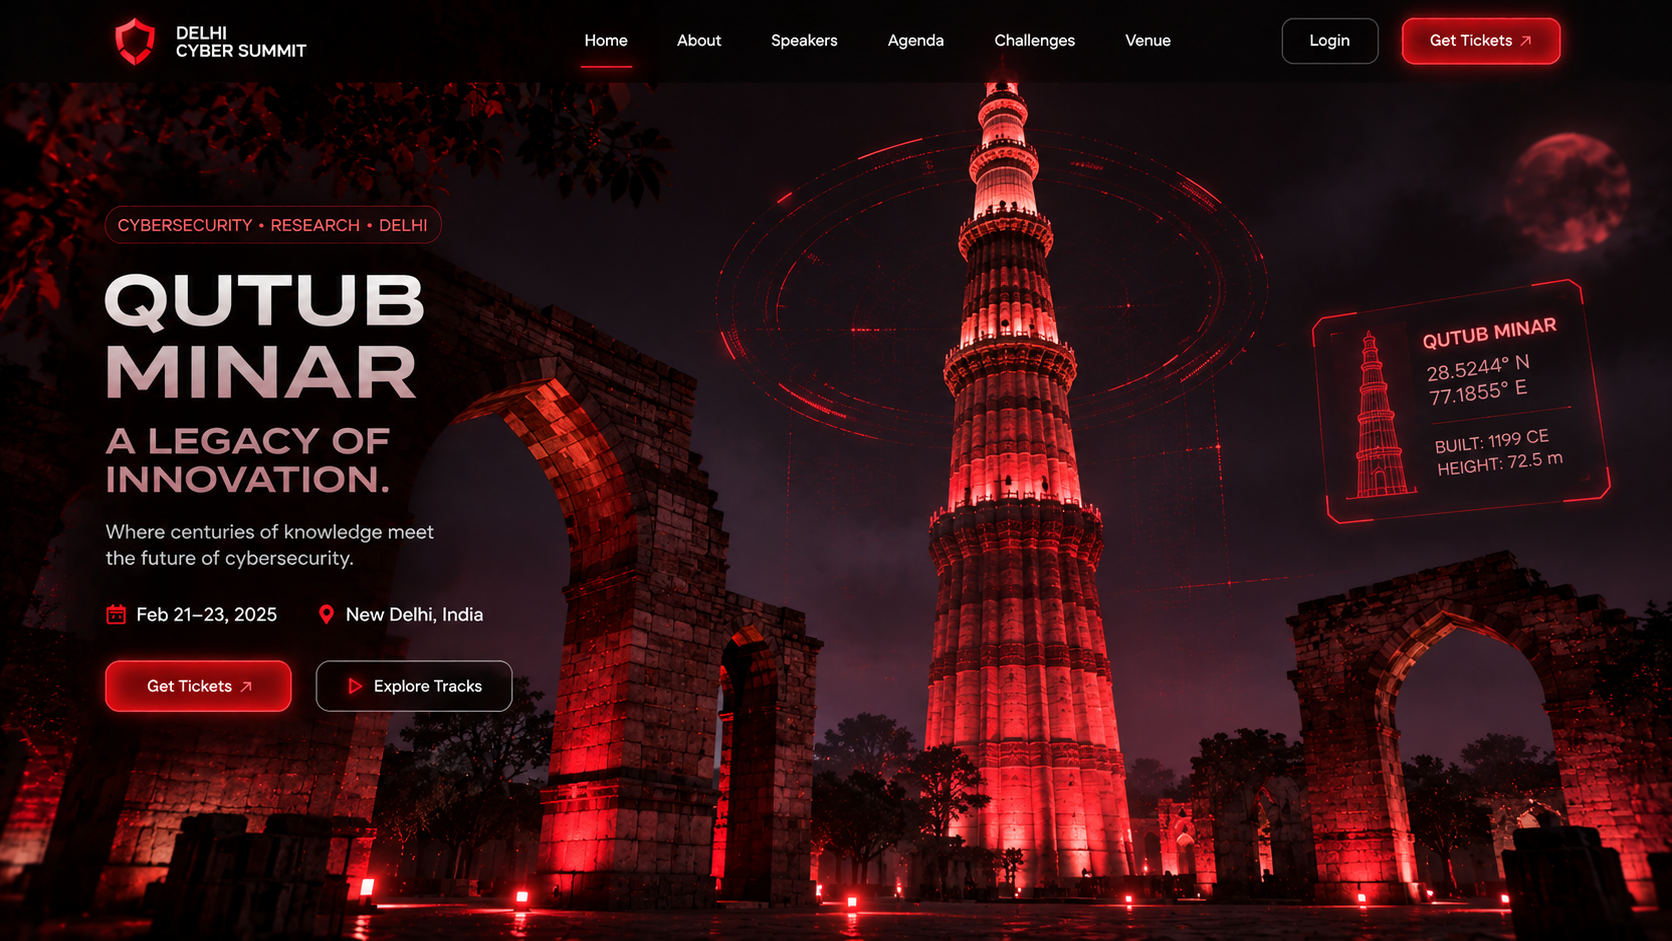 DELHI
CYBER SUMMIT
Home
About
Speakers
Agenda
Challenges
Venue
Login
Get Tickets ↗
CYBERSECURITY • RESEARCH • DELHI
QUTUB
MINAR
A LEGACY OF
INNOVATION.
Where centuries of knowledge meet
the future of cybersecurity.
Feb 21–23, 2025
New Delhi, India
Get Tickets ↗
Explore Tracks
QUTUB MINAR
28.5244° N
77.1855° E
BUILT: 1199 CE
HEIGHT: 72.5 m